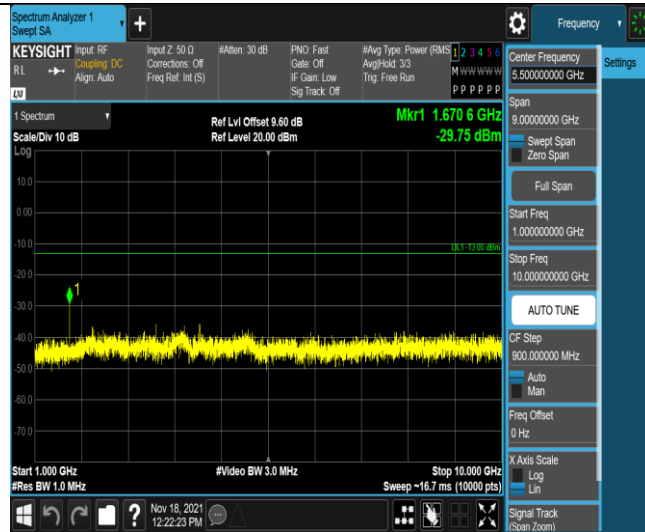 Spectrum Analyzer 1
Swept SA
Frequency
KEYSIGHT
Input: RF
Input Z: 50 Ω
#Atten: 30 dB
PNO: Fast
#Avg Type: Power (RMS
1 2 3 4 5 6
R L
Coupling: DC
Corrections: Off
Gate: Off
Avg|Hold: 3/3
M W W W W W
Align: Auto
Freq Ref: Int (S)
IF Gain: Low
Trig: Free Run
Sig Track: Off
P P P P P P
LXI
1 Spectrum
Ref Lvl Offset 9.60 dB
Mkr1 1.670 6 GHz
Scale/Div 10 dB
Ref Level 20.00 dBm
-29.75 dBm
Log
10.0
0.00
-10.0
DL1 -13.00 dBm
-20.0
1
-30.0
-40.0
-50.0
-60.0
-70.0
Start 1.000 GHz
#Video BW 3.0 MHz
Stop 10.000 GHz
#Res BW 1.0 MHz
Sweep ~16.7 ms (10000 pts)
Nov 18, 2021
12:22:23 PM
?
Center Frequency
5.500000000 GHz
Settings
Span
9.00000000 GHz
Swept Span
Zero Span
Full Span
Start Freq
1.000000000 GHz
Stop Freq
10.000000000 GHz
AUTO TUNE
CF Step
900.000000 MHz
Auto
Man
Freq Offset
0 Hz
X Axis Scale
Log
Lin
Signal Track
(Span Zoom)